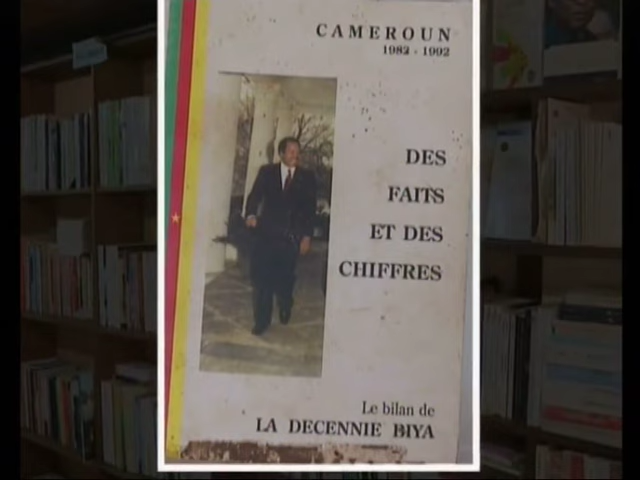 CAMEROUN
1982 - 1992
DES
FAITS
ET DES
CHIFFRES
Le bilan de
LA DECENNIE BIYA